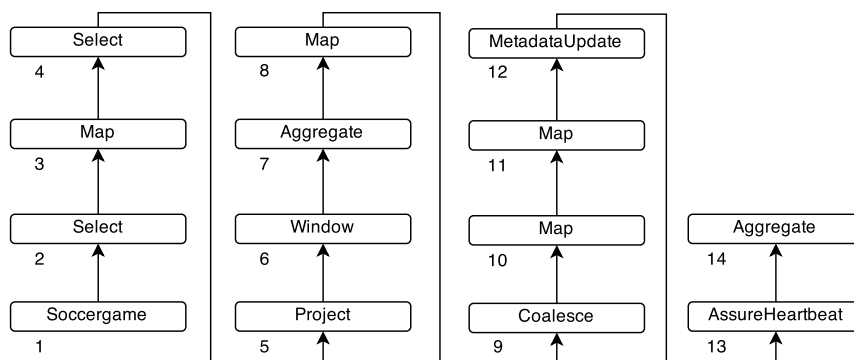 Select
4
Map
3
Select
2
Soccergame
1
Map
8
Aggregate
7
Window
6
Project
5
MetadataUpdate
12
Map
11
Map
10
Coalesce
9
Aggregate
14
AssureHeartbeat
13